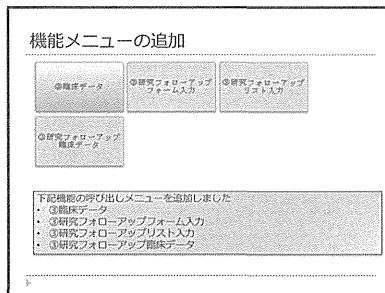 機能メニューの追加
③臨床データ
③研究フォローアップ
フォーム入力
③研究フォローアップ
リスト入力
③研究フォローアップ
臨床データ
下記機能の呼び出しメニューを追加しました
• ③臨床データ
• ③研究フォローアップフォーム入力
• ③研究フォローアップリスト入力
• ③研究フォローアップ臨床データ